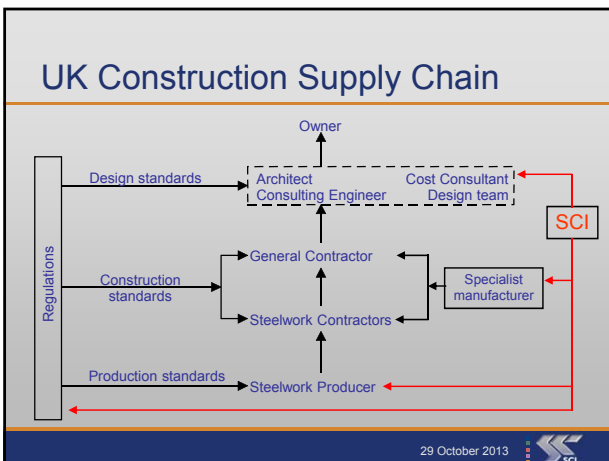 UK Construction Supply Chain
Owner
Design standards
Architect
Cost Consultant
Consulting Engineer
Design team
SCI
Regulations
General Contractor
Construction
standards
Specialist
manufacturer
Steelwork Contractors
Production standards
Steelwork Producer
29 October 2013
SCI